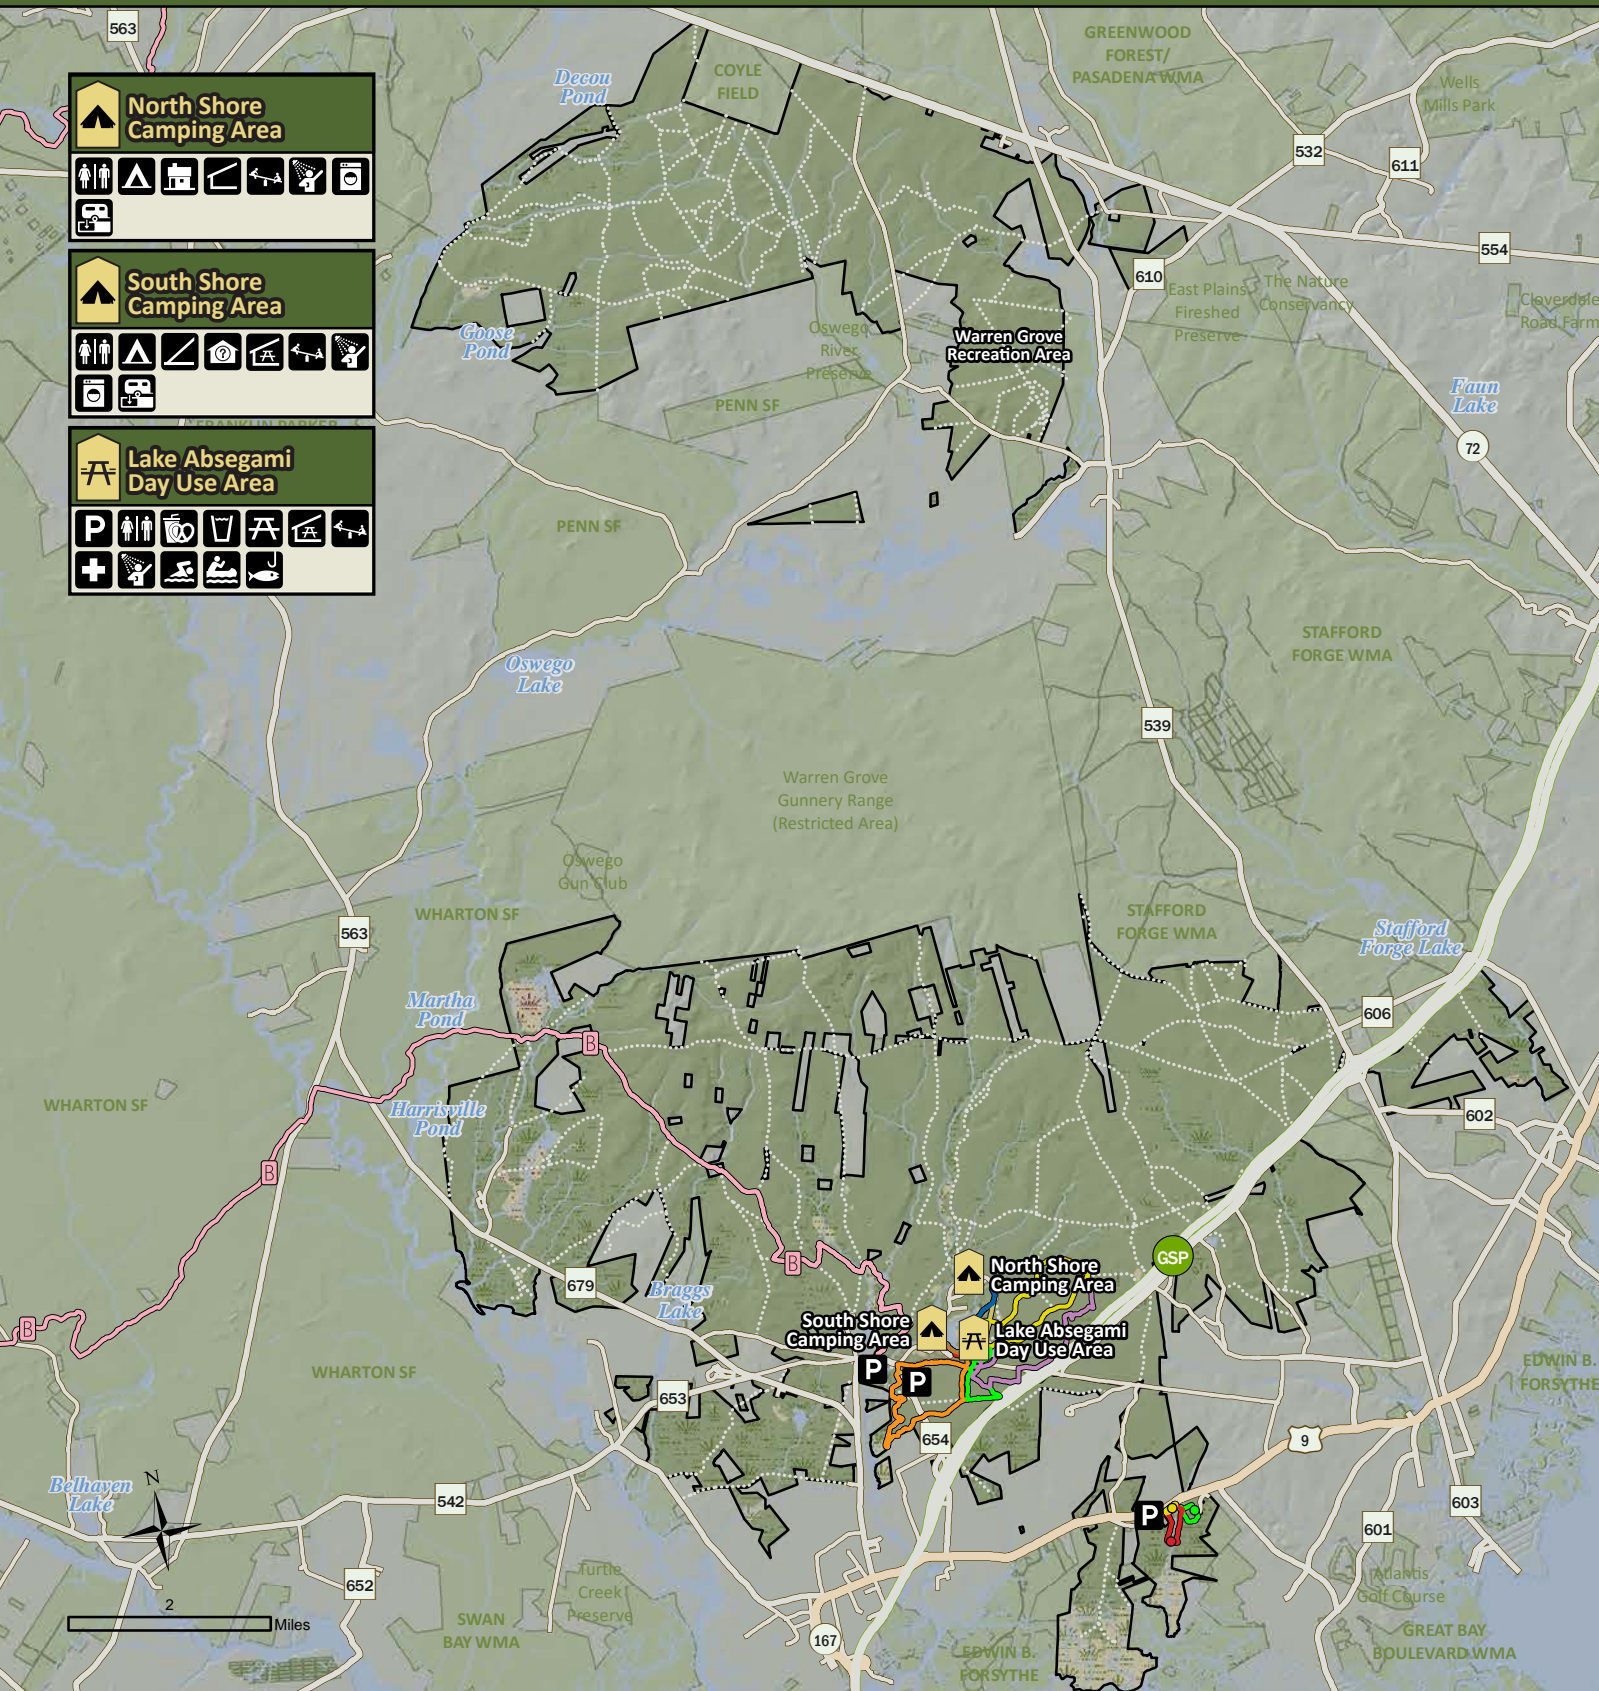 563
North Shore
Camping Area
South Shore
Camping Area
FRANKLIN PARKER
Lake Absegami
Day Use Area
P
Decou
Pond
COYLE
FIELD
GREENWOOD
FOREST/
PASADENA WMA
Wells
Mills Park
532
611
554
610
East Plains
Fireshed
Preserve
The Nature
Conservancy
Cloverdale
Road Farm
Goose
Pond
Oswego
River
Preserve
Warren Grove
Recreation Area
PENN SF
Faun
Lake
72
PENN SF
STAFFORD
FORGE WMA
Oswego
Lake
539
Warren Grove
Gunnery Range
(Restricted Area)
Oswego
Gun Club
WHARTON SF
563
STAFFORD
FORGE WMA
Stafford
Forge Lake
Martha
Pond
606
B
WHARTON SF
Harrisville
Pond
602
B
GSP
B
North Shore
Camping Area
679
Braggs
Lake
South Shore
Camping Area
Lake Absegami
Day Use Area
B
P
P
WHARTON SF
EDWIN B.
FORSYTHE
653
654
9
Belhaven
Lake
N
542
P
603
601
652
Turtle
Creek
Preserve
Atlantis
Golf Course
2
Miles
SWAN
BAY WMA
167
EDWIN B.
FORSYTHE
GREAT BAY
BOULEVARD WMA